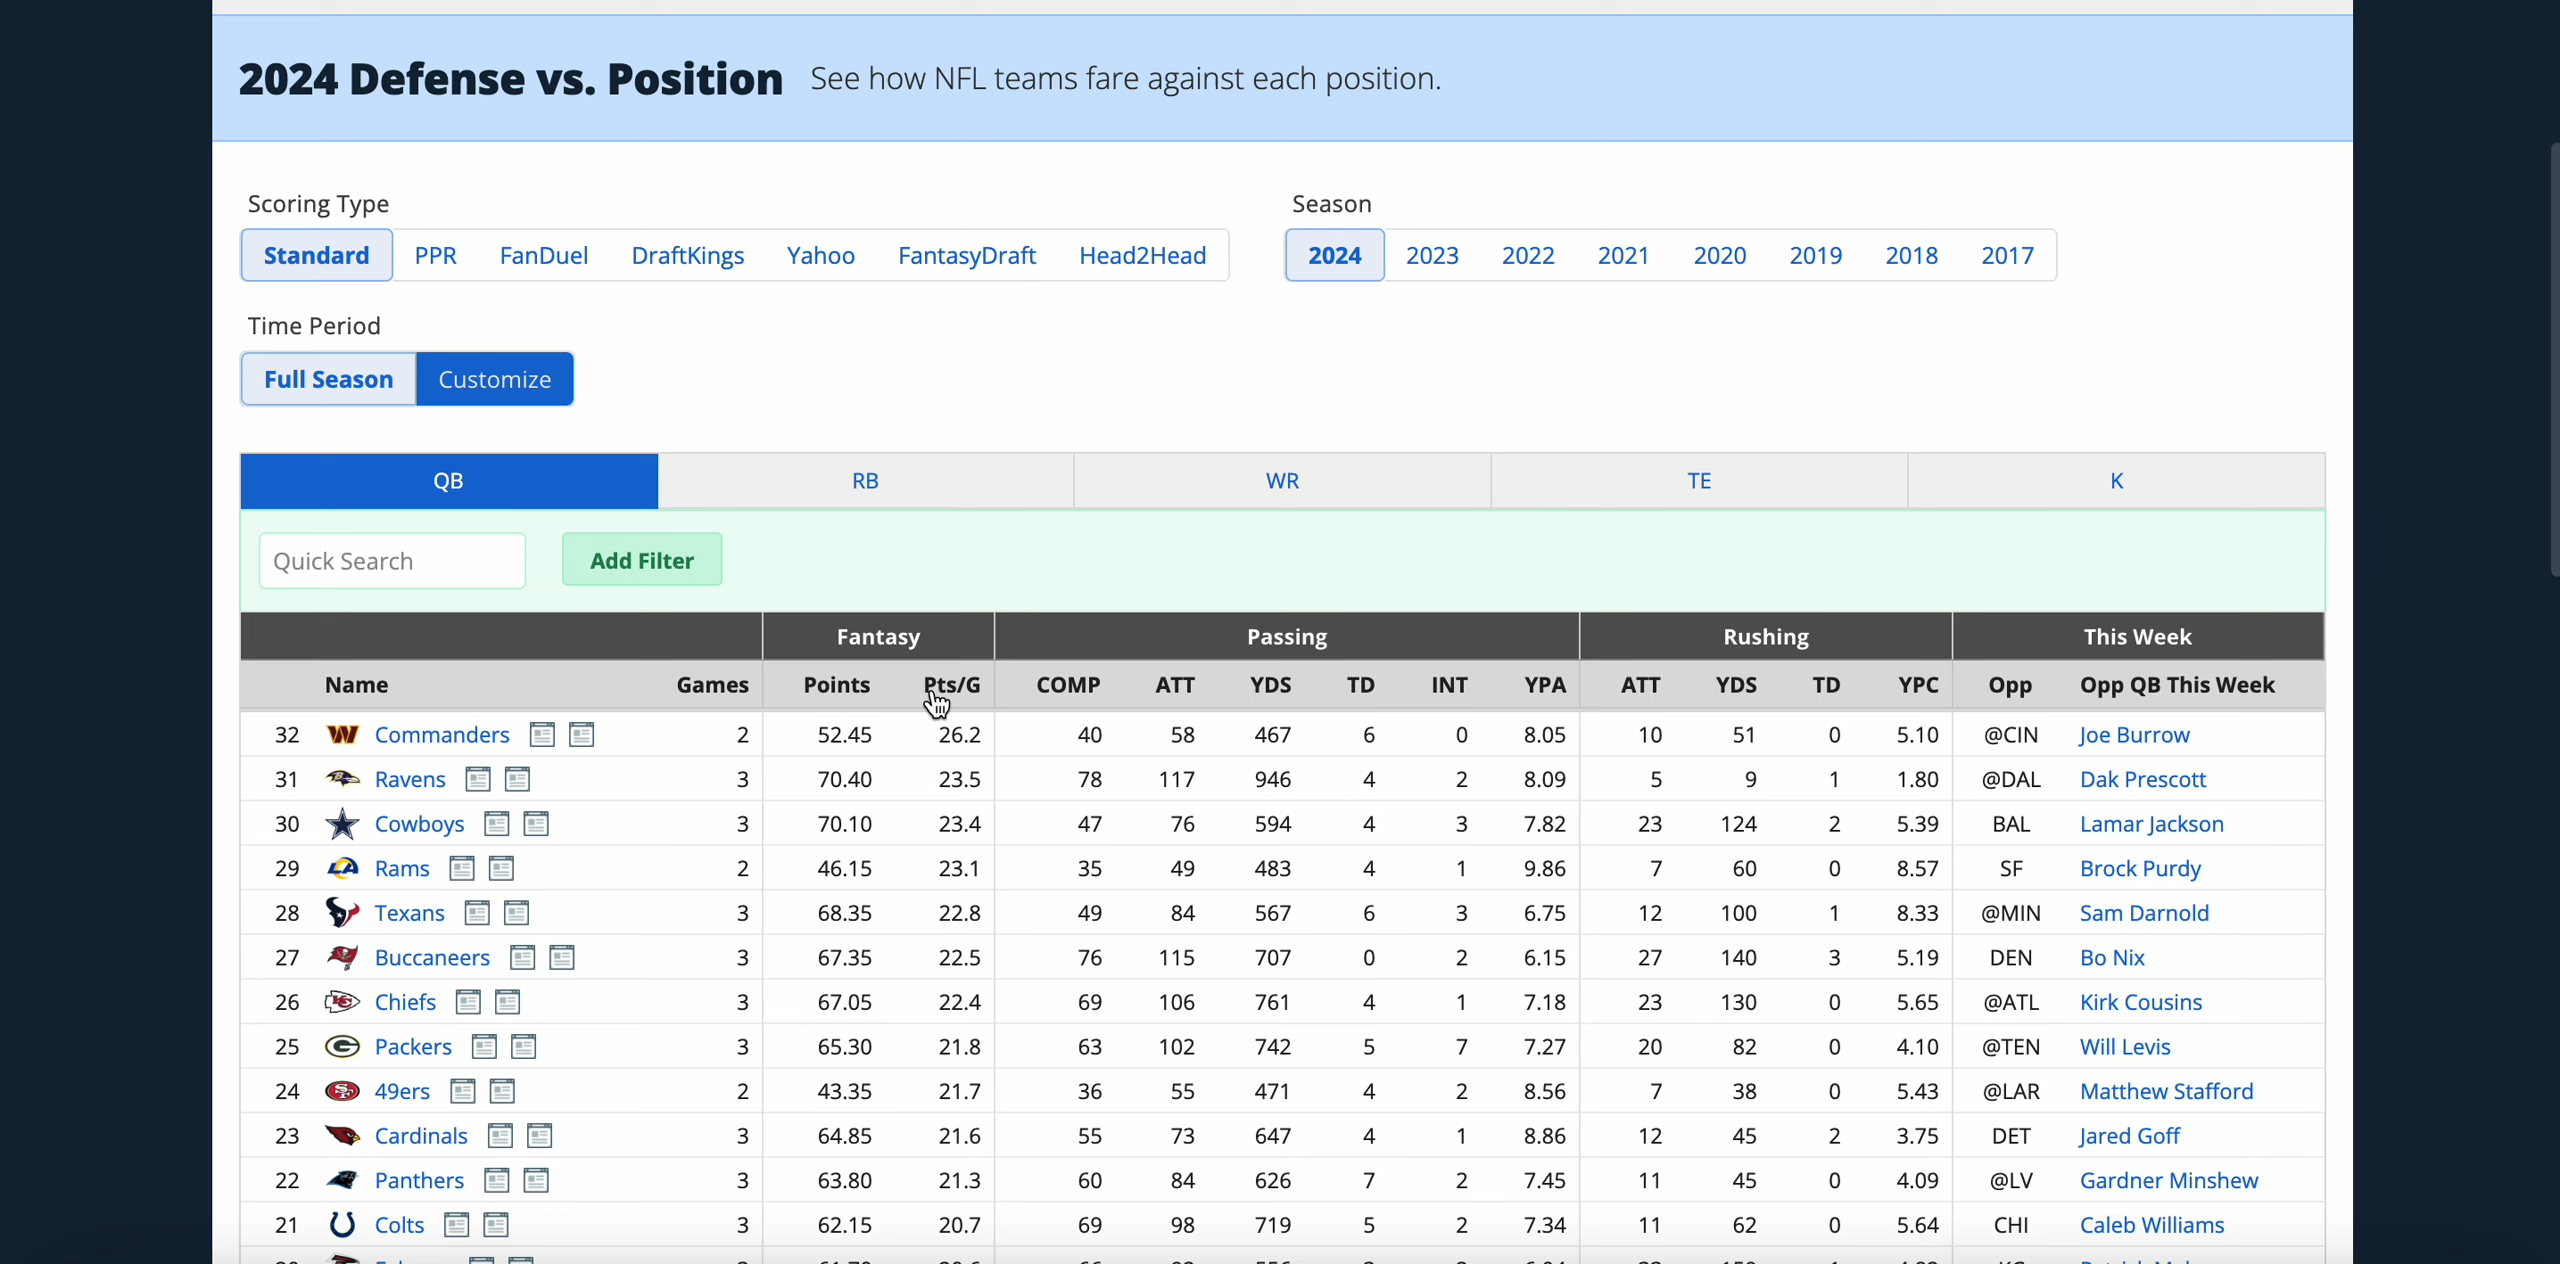 2024 Defense vs. Position See how NFL teams fare against each position.
Scoring Type Season
Standard PPR FanDuel DraftKings Yahoo FantasyDraft Head2Head 2024 2023 2022 2021 2020 2019 2018 2017
Time Period
Full Season Customize
QB RB WR TE K
Quick Search Add Filter
Fantasy Passing Rushing This Week
Name Games Points Pts/G COMP ATT YDS TD INT YPA ATT YDS TD YPC Opp Opp QB This Week
32 Commanders 2 52.45 26.2 40 58 467 6 0 8.05 10 51 0 5.10 @CIN Joe Burrow
31 Ravens 3 70.40 23.5 78 117 946 4 2 8.09 5 9 1 1.80 @DAL Dak Prescott
30 Cowboys 3 70.10 23.4 47 76 594 4 3 7.82 23 124 2 5.39 BAL Lamar Jackson
29 Rams 2 46.15 23.1 35 49 483 4 1 9.86 7 60 0 8.57 SF Brock Purdy
28 Texans 3 68.35 22.8 49 84 567 6 3 6.75 12 100 1 8.33 @MIN Sam Darnold
27 Buccaneers 3 67.35 22.5 76 115 707 0 2 6.15 27 140 3 5.19 DEN Bo Nix
26 Chiefs 3 67.05 22.4 69 106 761 4 1 7.18 23 130 0 5.65 @ATL Kirk Cousins
25 Packers 3 65.30 21.8 63 102 742 5 7 7.27 20 82 0 4.10 @TEN Will Levis
24 49ers 2 43.35 21.7 36 55 471 4 2 8.56 7 38 0 5.43 @LAR Matthew Stafford
23 Cardinals 3 64.85 21.6 55 73 647 4 1 8.86 12 45 2 3.75 DET Jared Goff
22 Panthers 3 63.80 21.3 60 84 626 7 2 7.45 11 45 0 4.09 @LV Gardner Minshew
21 Colts 3 62.15 20.7 69 98 719 5 2 7.34 11 62 0 5.64 CHI Caleb Williams